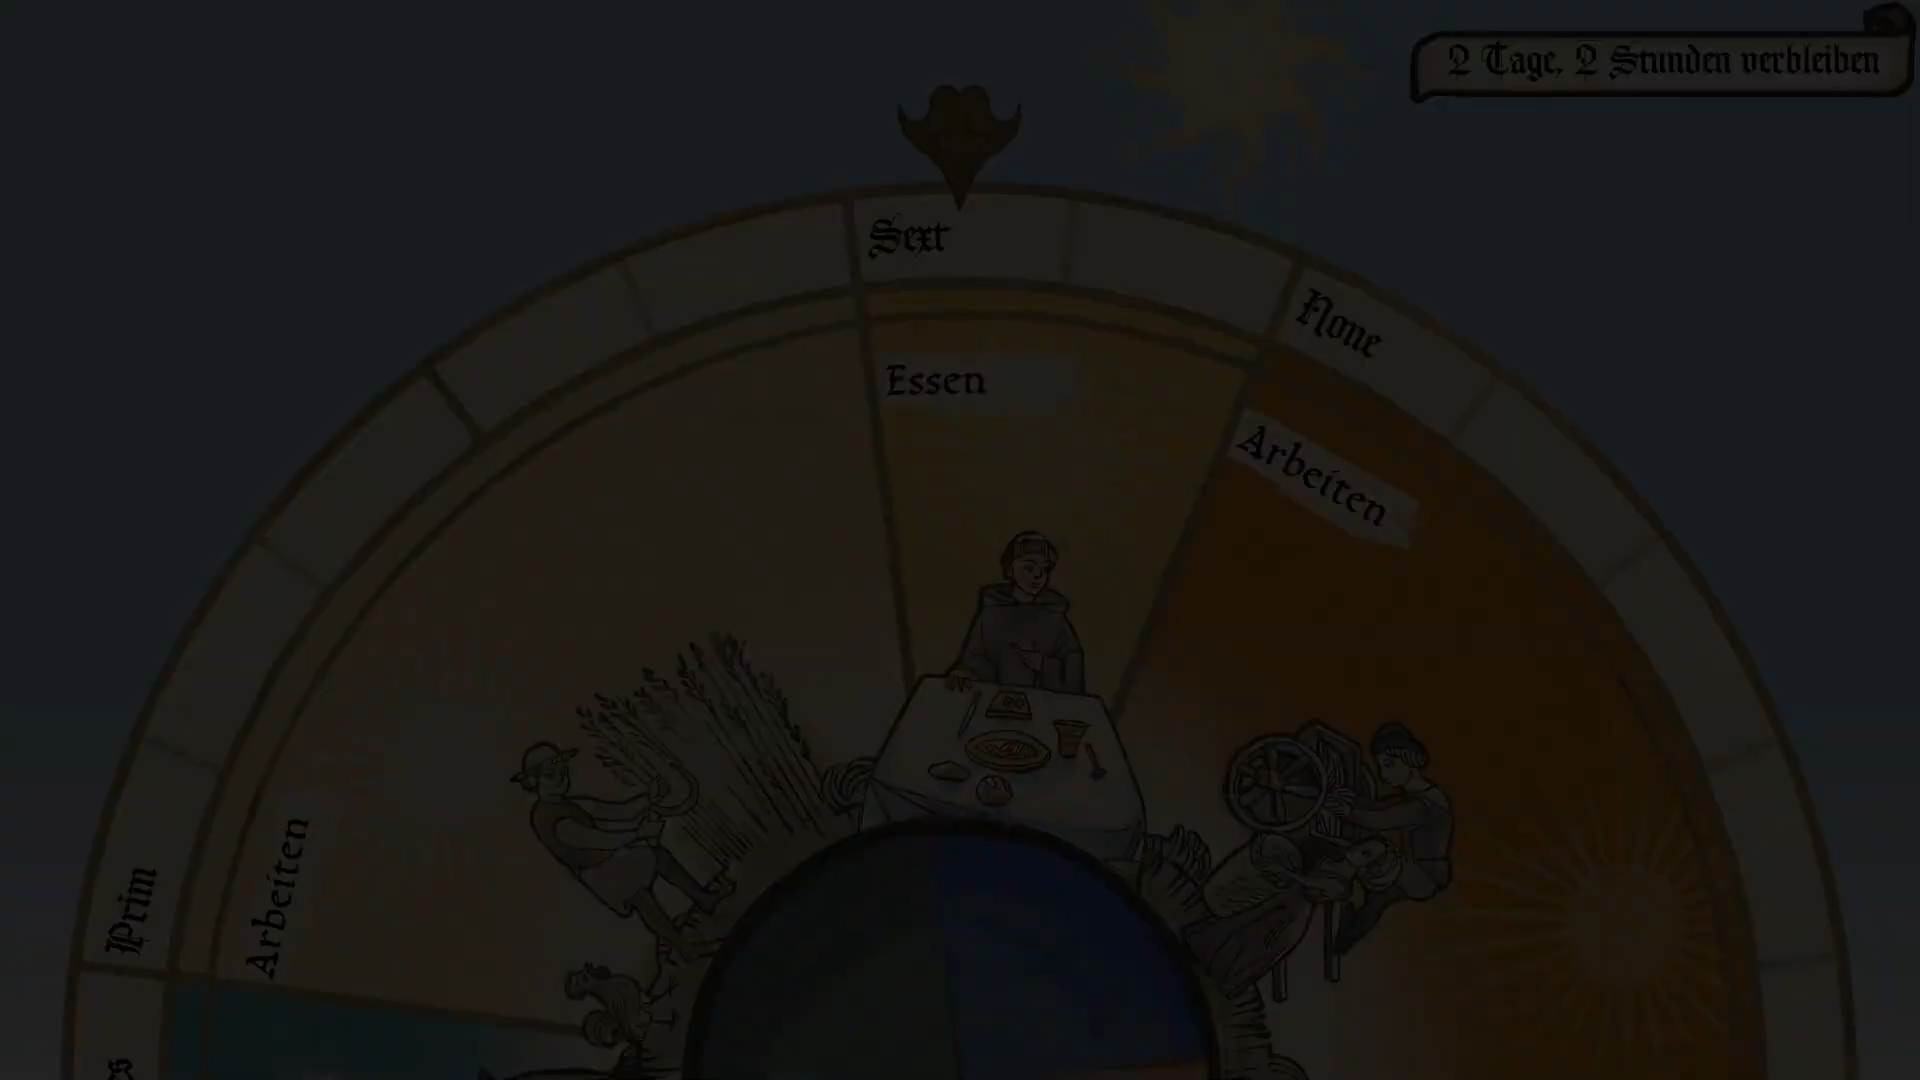 2 Tage, 2 Stunden verbleiben
Sext
None
Essen
Arbeiten
Prim
Arbeiten